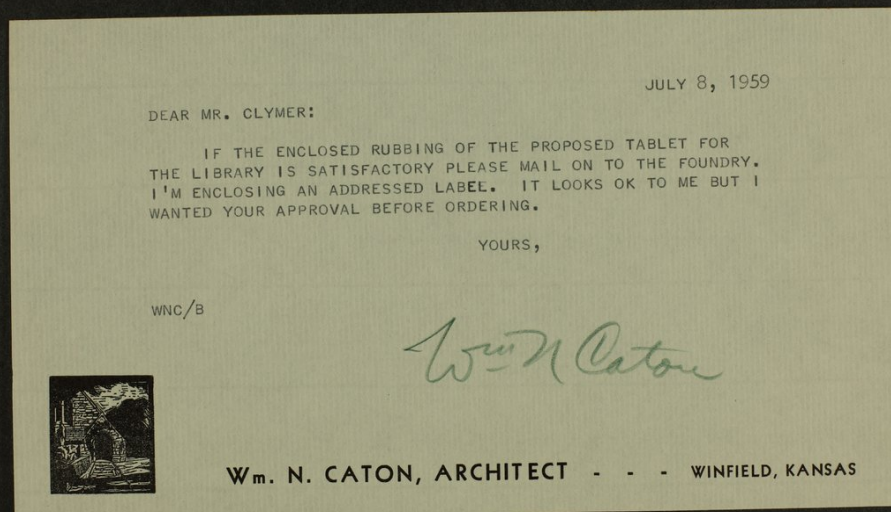 JULY 8, 1959
DEAR MR. CLYMER:
IF THE ENCLOSED RUBBING OF THE PROPOSED TABLET FOR
THE LIBRARY IS SATISFACTORY PLEASE MAIL ON TO THE FOUNDRY.
I'M ENCLOSING AN ADDRESSED LABEL. IT LOOKS OK TO ME BUT I
WANTED YOUR APPROVAL BEFORE ORDERING.
YOURS,
WNC/B
Wm N Caton
Wm. N. CATON, ARCHITECT - - - WINFIELD, KANSAS